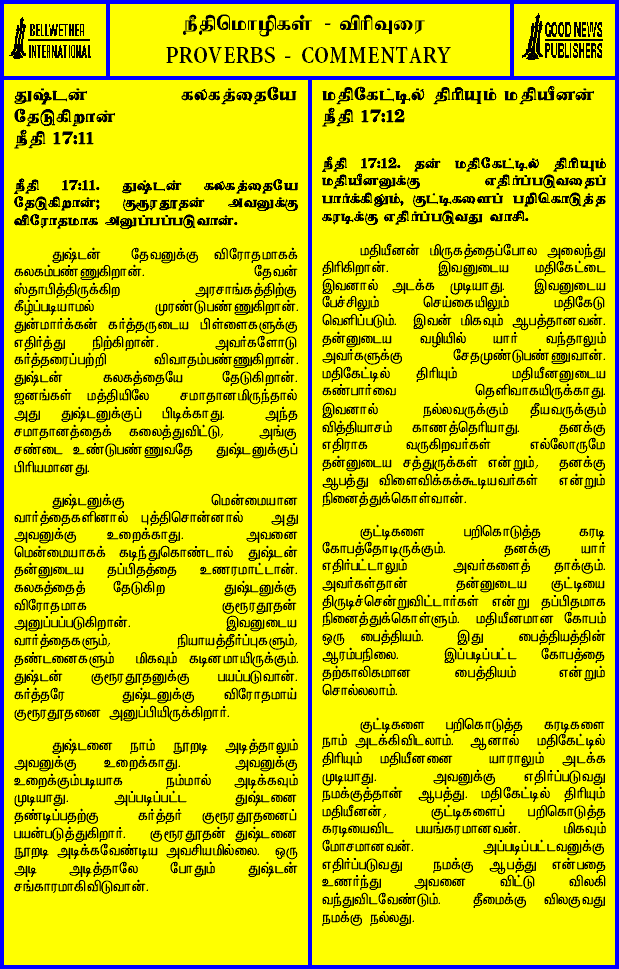 BELLWETHER
INTERNATIONAL
நீதிமொழிகள் - விரிவுரை
PROVERBS - COMMENTARY
GOOD NEWS
PUBLISHERS
துஷ்டன் கலகத்தையே
தேடுகிறான்
நீதி 17:11
நீதி 17:11. துஷ்டன் கலகத்தையே
தேடுகிறான்; குரூரதூதன் அவனுக்கு
விரோதமாக அனுப்பப்படுவான்.
துஷ்டன் தேவனுக்கு விரோதமாகக்
கலகம்பண்ணுகிறான். தேவன்
ஸ்தாபித்திருக்கிற அரசாங்கத்திற்கு
கீழ்ப்படியாமல் முரண்டுபண்ணுகிறான்.
துன்மார்க்கன் கர்த்தருடைய பிள்ளைகளுக்கு
எதிர்த்து நிற்கிறான். அவர்களோடு
கர்த்தரைப்பற்றி விவாதம்பண்ணுகிறான்.
துஷ்டன் கலகத்தையே தேடுகிறான்.
ஜனங்கள் மத்தியிலே சமாதானமிருந்தால்
அது துஷ்டனுக்குப் பிடிக்காது. அந்த
சமாதானத்தைக் கலைத்துவிட்டு, அங்கு
சண்டை உண்டுபண்ணுவதே துஷ்டனுக்குப்
பிரியமானது.
துஷ்டனுக்கு மென்மையான
வார்த்தைகளினால் புத்திசொன்னால் அது
அவனுக்கு உறைக்காது. அவனை
மென்மையாகக் கடிந்துகொண்டால் துஷ்டன்
தன்னுடைய தப்பிதத்தை உணரமாட்டான்.
கலகத்தைத் தேடுகிற துஷ்டனுக்கு
விரோதமாக குரூரதூதன்
அனுப்பப்படுகிறான். இவனுடைய
வார்த்தைகளும், நியாயத்தீர்ப்புகளும்,
தண்டனைகளும் மிகவும் கடினமாயிருக்கும்.
துஷ்டன் குரூரதூதனுக்கு பயப்படுவான்.
கர்த்தரே துஷ்டனுக்கு விரோதமாய்
குரூரதூதனை அனுப்பியிருக்கிறார்.
துஷ்டனை நாம் நூறடி அடித்தாலும்
அவனுக்கு உறைக்காது. அவனுக்கு
உறைக்கும்படியாக நம்மால் அடிக்கவும்
முடியாது. அப்படிப்பட்ட துஷ்டனை
தண்டிப்பதற்கு கர்த்தர் குரூரதூதனைப்
பயன்படுத்துகிறார். குரூரதூதன் துஷ்டனை
நூறடி அடிக்கவேண்டிய அவசியமில்லை. ஒரு
அடி அடித்தாலே போதும் துஷ்டன்
சங்காரமாகிவிடுவான்.
மதிகேட்டில் திரியும் மதியீனன்
நீதி 17:12
நீதி 17:12. தன் மதிகேட்டில் திரியும்
மதியீனனுக்கு எதிர்ப்படுவதைப்
பார்க்கிலும், குட்டிகளைப் பறிகொடுத்த
கரடிக்கு எதிர்ப்படுவது வாசி.
மதியீனன் மிருகத்தைப்போல அலைந்து
திரிகிறான். இவனுடைய மதிகேட்டை
இவனால் அடக்க முடியாது. இவனுடைய
பேச்சிலும் செய்கையிலும் மதிகேடு
வெளிப்படும். இவன் மிகவும் ஆபத்தானவன்.
தன்னுடைய வழியில் யார் வந்தாலும்
அவர்களுக்கு சேதமுண்டுபண்ணுவான்.
மதிகேட்டில் திரியும் மதியீனனுடைய
கண்பார்வை தெளிவாகயிருக்காது.
இவனால் நல்லவருக்கும் தீயவருக்கும்
வித்தியாசம் காணத்தெரியாது. தனக்கு
எதிராக வருகிறவர்கள் எல்லோருமே
தன்னுடைய சத்துருக்கள் என்றும், தனக்கு
ஆபத்து விளைவிக்கக்கூடியவர்கள் என்றும்
நினைத்துக்கொள்வான்.
குட்டிகளை பறிகொடுத்த கரடி
கோபத்தோடிருக்கும். தனக்கு யார்
எதிர்பட்டாலும் அவர்களைத் தாக்கும்.
அவர்கள்தான் தன்னுடைய குட்டியை
திருடிச்சென்றுவிட்டார்கள் என்று தப்பிதமாக
நினைத்துக்கொள்ளும். மதியீனமான கோபம்
ஒரு பைத்தியம். இது பைத்தியத்தின்
ஆரம்பநிலை. இப்படிப்பட்ட கோபத்தை
தற்காலிகமான பைத்தியம் என்றும்
சொல்லலாம்.
குட்டிகளை பறிகொடுத்த கரடிகளை
நாம் அடக்கிவிடலாம். ஆனால் மதிகேட்டில்
திரியும் மதியீனனை யாராலும் அடக்க
முடியாது. அவனுக்கு எதிர்ப்படுவது
நமக்குத்தான் ஆபத்து. மதிகேட்டில் திரியும்
மதியீனன், குட்டிகளைப் பறிகொடுத்த
கரடியைவிட பயங்கரமானவன். மிகவும்
மோசமானவன். அப்படிப்பட்டவனுக்கு
எதிர்ப்படுவது நமக்கு ஆபத்து என்பதை
உணர்ந்து அவனை விட்டு விலகி
வந்துவிடவேண்டும். தீமைக்கு விலகுவது
நமக்கு நல்லது.